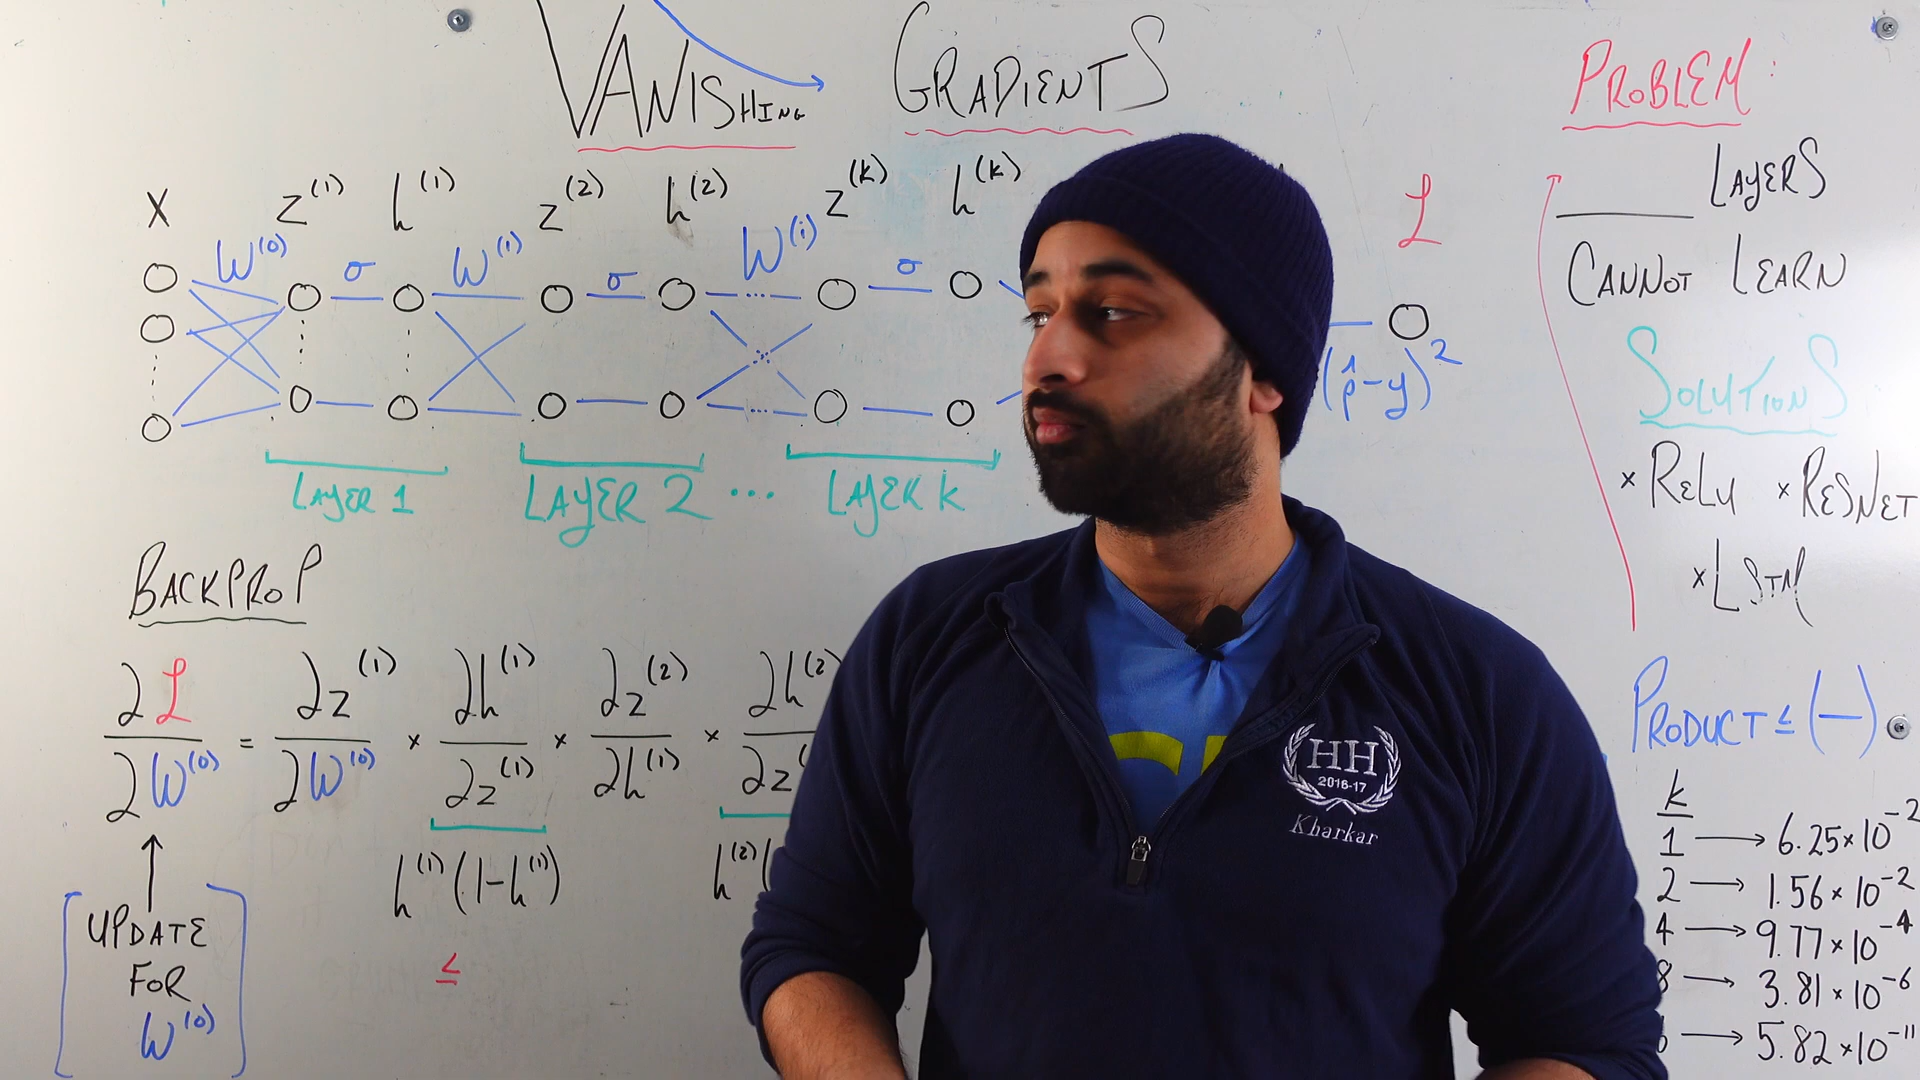 VANISHING GRADIENTS
X z^(1) h^(1) z^(2) h^(2) z^(k) h^(k) L
W^(0) σ W^(1) σ W^(i) σ
(p̂-y)^2
LAYER 1 LAYER 2 ... LAYER k
BACKPROP
∂L/∂W^(0) = ∂z^(1)/∂W^(0) × ∂h^(1)/∂z^(1) × ∂z^(2)/∂h^(1) × ∂h^(2)/∂z^(
h^(1)(1-h^(1)) h^(2)(
≤
UPDATE
FOR
W^(0)
PROBLEM:
____ LAYERS
CANNOT LEARN
SOLUTIONS
× RELU × RESNET
× LSTM
PRODUCT ≤ (—)
k
1 → 6.25×10^-2
2 → 1.56×10^-2
4 → 9.77×10^-4
8 → 3.81×10^-6
6 → 5.82×10^-11
HH
2016-17
Kharkar